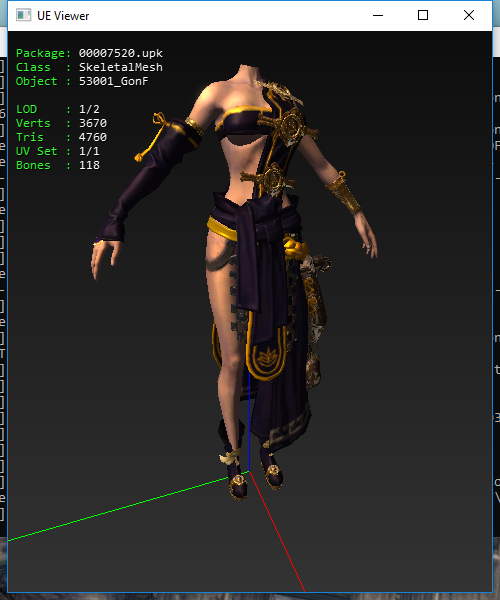 UE Viewer
Package: 00007520.upk
Class : SkeletalMesh
Object : 53001_GonF
LOD : 1/2
Verts : 3670
Tris : 4760
UV Set : 1/1
Bones : 118